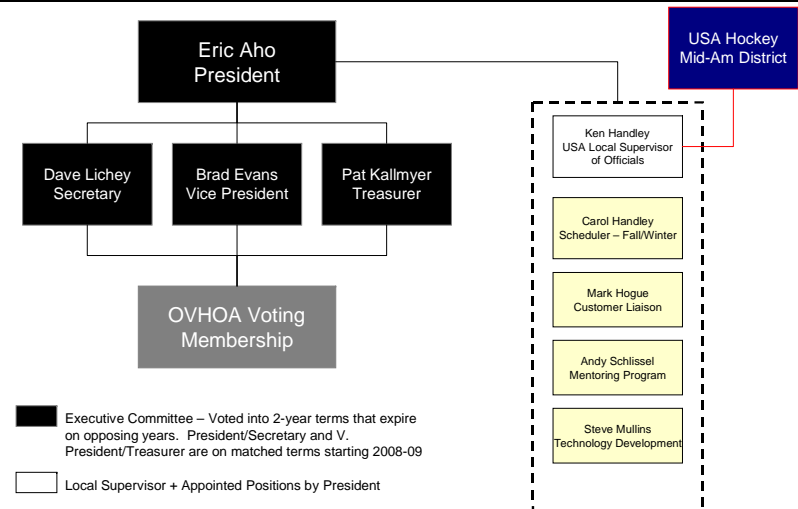 Eric Aho
President
USA Hockey
Mid-Am District
Dave Lichey
Secretary
Brad Evans
Vice President
Pat Kallmyer
Treasurer
Ken Handley
USA Local Supervisor
of Officials
Carol Handley
Scheduler – Fall/Winter
Mark Hogue
Customer Liaison
Andy Schlissel
Mentoring Program
Steve Mullins
Technology Development
OVHOA Voting
Membership
Executive Committee – Voted into 2-year terms that expire
on opposing years. President/Secretary and V.
President/Treasurer are on matched terms starting 2008-09
Local Supervisor + Appointed Positions by President